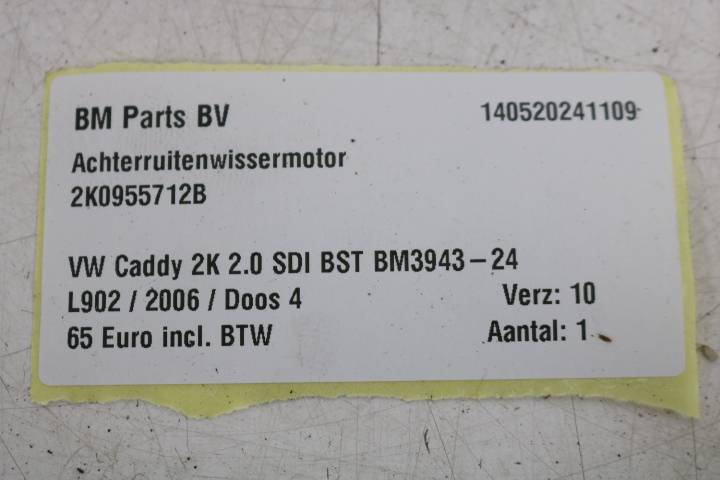 BM Parts BV 140520241109
Achterruitenwissermotor
2K0955712B
VW Caddy 2K 2.0 SDI BST BM3943-24
L902 / 2006 / Doos 4 Verz: 10
65 Euro incl. BTW Aantal: 1